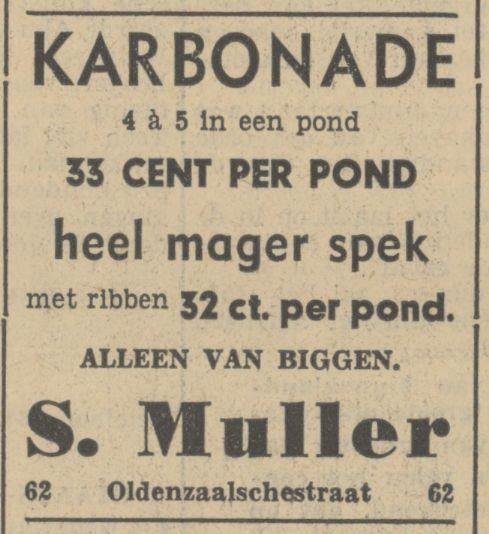 KARBONADE
4 à 5 in een pond
33 CENT PER POND
heel mager spek
met ribben 32 ct. per pond.
ALLEEN VAN BIGGEN.
S. Muller
62 Oldenzaalschestraat 62